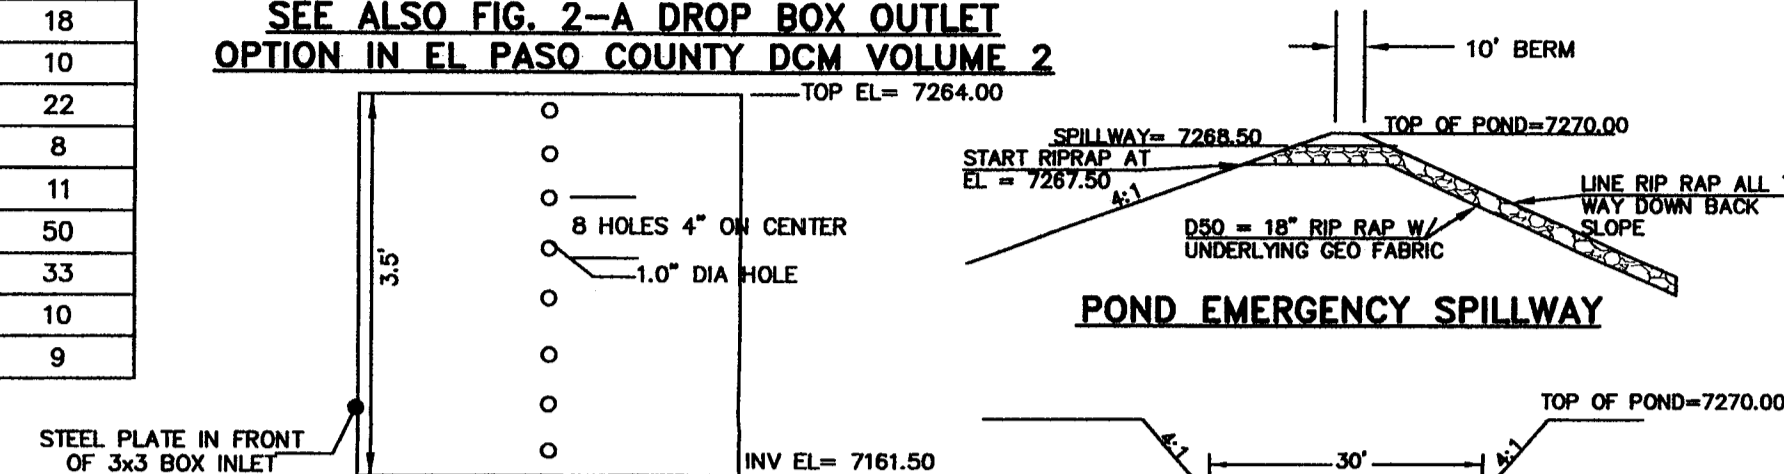 18
10
22
8
11
50
33
10
9
SEE ALSO FIG. 2-A DROP BOX OUTLET
OPTION IN EL PASO COUNTY DCM VOLUME 2
TOP EL= 7264.00
3.5'
8 HOLES 4" ON CENTER
1.0" DIA HOLE
STEEL PLATE IN FRONT
OF 3x3 BOX INLET
INV EL= 7161.50
10' BERM
SPILLWAY= 7268.50
TOP OF POND=7270.00
START RIPRAP AT
EL = 7267.50
4:1
LINE RIP RAP ALL
WAY DOWN BACK
SLOPE
D50 = 18" RIP RAP W/
UNDERLYING GEO FABRIC
POND EMERGENCY SPILLWAY
TOP OF POND=7270.00
4:1
30'
4:1